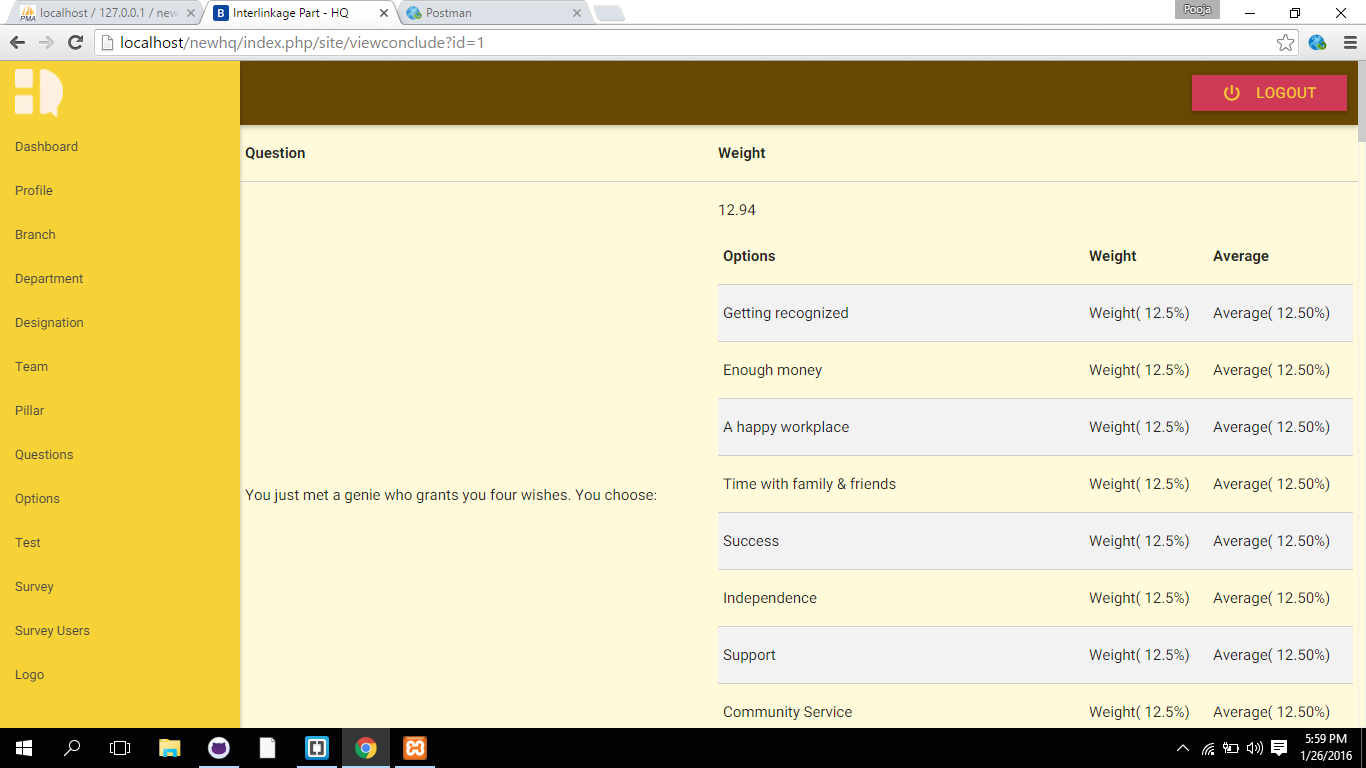 localhost / 127.0.0.1 / new
Interlinkage Part - HQ
Postman
Pooja
localhost/newhq/index.php/site/viewconclude?id=1
LOGOUT
Dashboard
Profile
Branch
Department
Designation
Team
Pillar
Questions
Options
Test
Survey
Survey Users
Logo
Question Weight
12.94
Options Weight Average
Getting recognized Weight( 12.5%) Average( 12.50%)
Enough money Weight( 12.5%) Average( 12.50%)
A happy workplace Weight( 12.5%) Average( 12.50%)
Time with family & friends Weight( 12.5%) Average( 12.50%)
You just met a genie who grants you four wishes. You choose:
Success Weight( 12.5%) Average( 12.50%)
Independence Weight( 12.5%) Average( 12.50%)
Support Weight( 12.5%) Average( 12.50%)
Community Service Weight( 12.5%) Average( 12.50%)
5:59 PM
1/26/2016